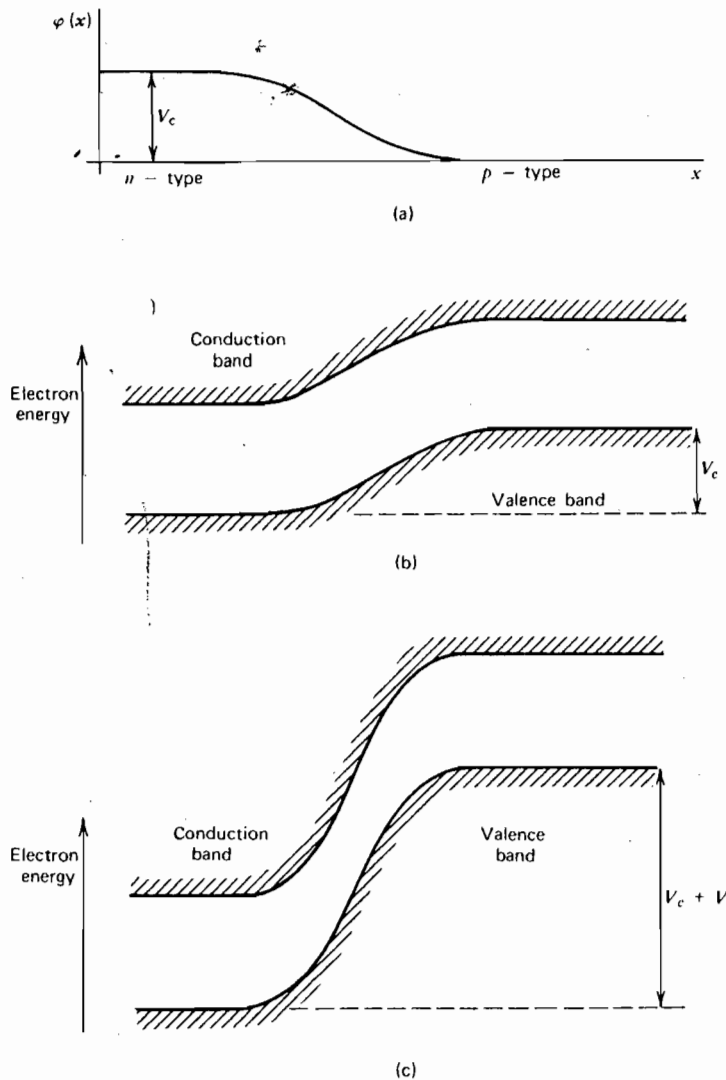 φ(x)
V_c
n – type
p – type
x
(a)
Conduction
band
Electron
energy
V_c
Valence band
(b)
Conduction
band
Valence
band
Electron
energy
V_c + V
(c)